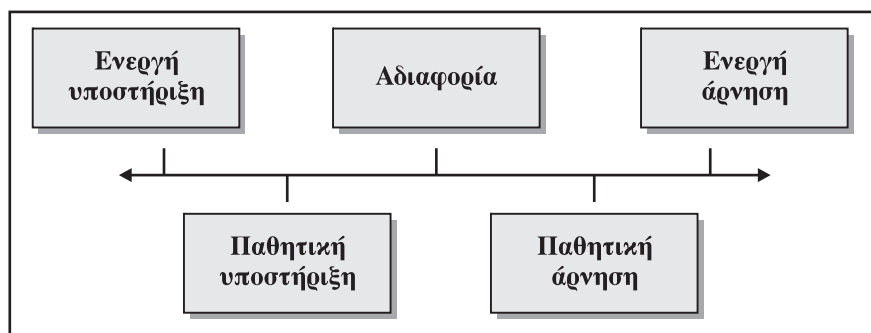 Ενεργή
υποστήριξη
Αδιαφορία
Ενεργή
άρνηση
Παθητική
υποστήριξη
Παθητική
άρνηση